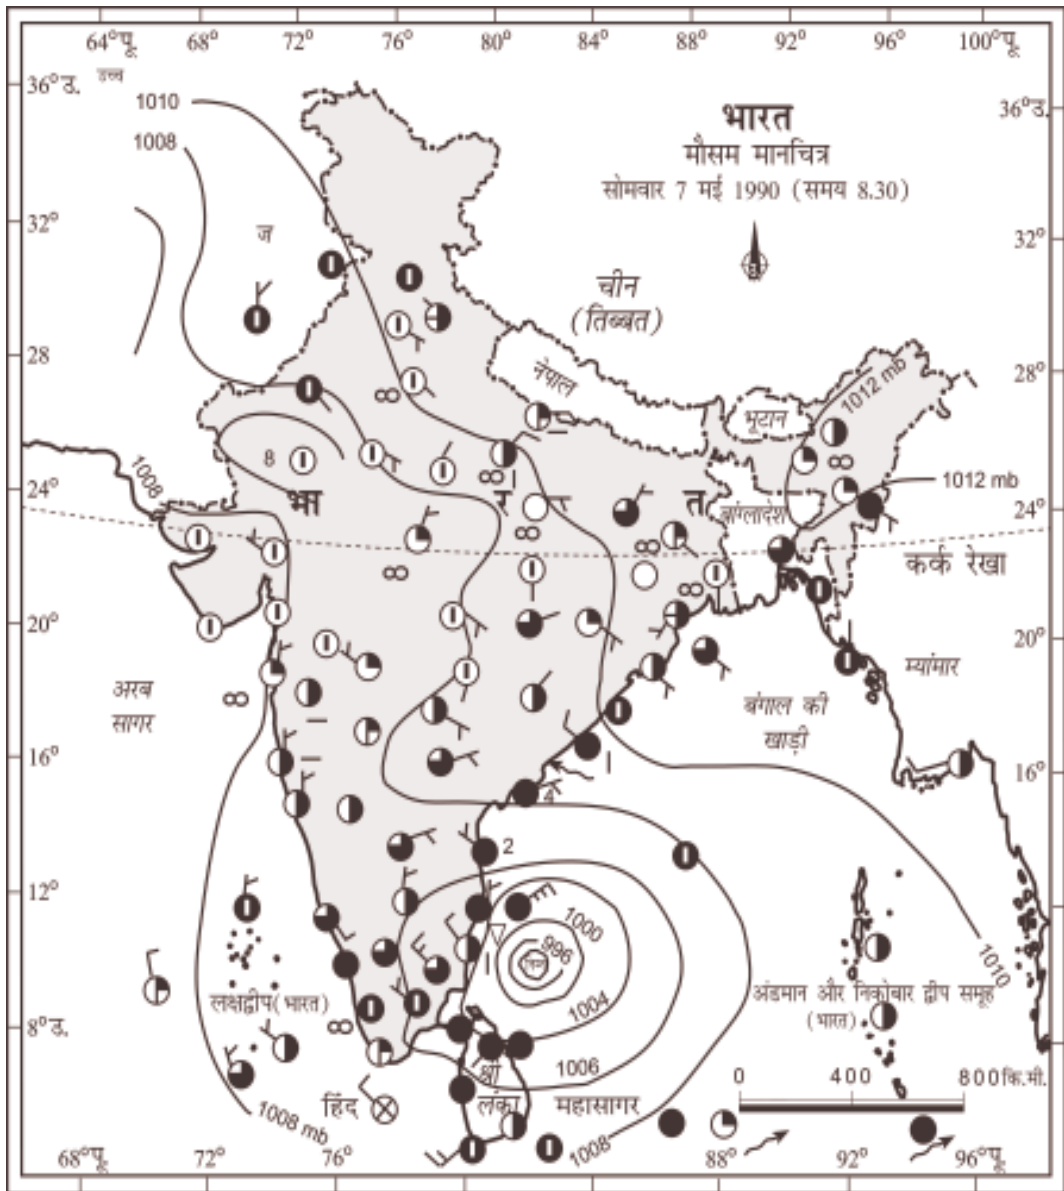 64°पू. 68° 72° 76° 80° 84° 88° 92° 96° 100°पू.
36°उ.
उच्च
1010
1008
भारत
मौसम मानचित्र
सोमवार 7 मई 1990 (समय 8.30)
36°उ.
32°
ज
32°
चीन
(तिब्बत)
28°
नेपाल
भूटान
1012 mb
28°
1008
8
24°
भा र त
बांग्लादेश
1012 mb
24°
कर्क रेखा
20°
20°
म्यांमार
अरब
सागर
बंगाल की
खाड़ी
16°
16°
4
2
12°
12°
1000
996
निम्न
1010
लक्षद्वीप(भारत)
1004
अंडमान और निकोबार द्वीप समूह
(भारत)
8°उ.
8°
1006
श्री
लंका
0 400 800कि.मी.
हिंद
महासागर
1008 mb
1008
68°पू. 72° 76° 88° 92° 96°पू.